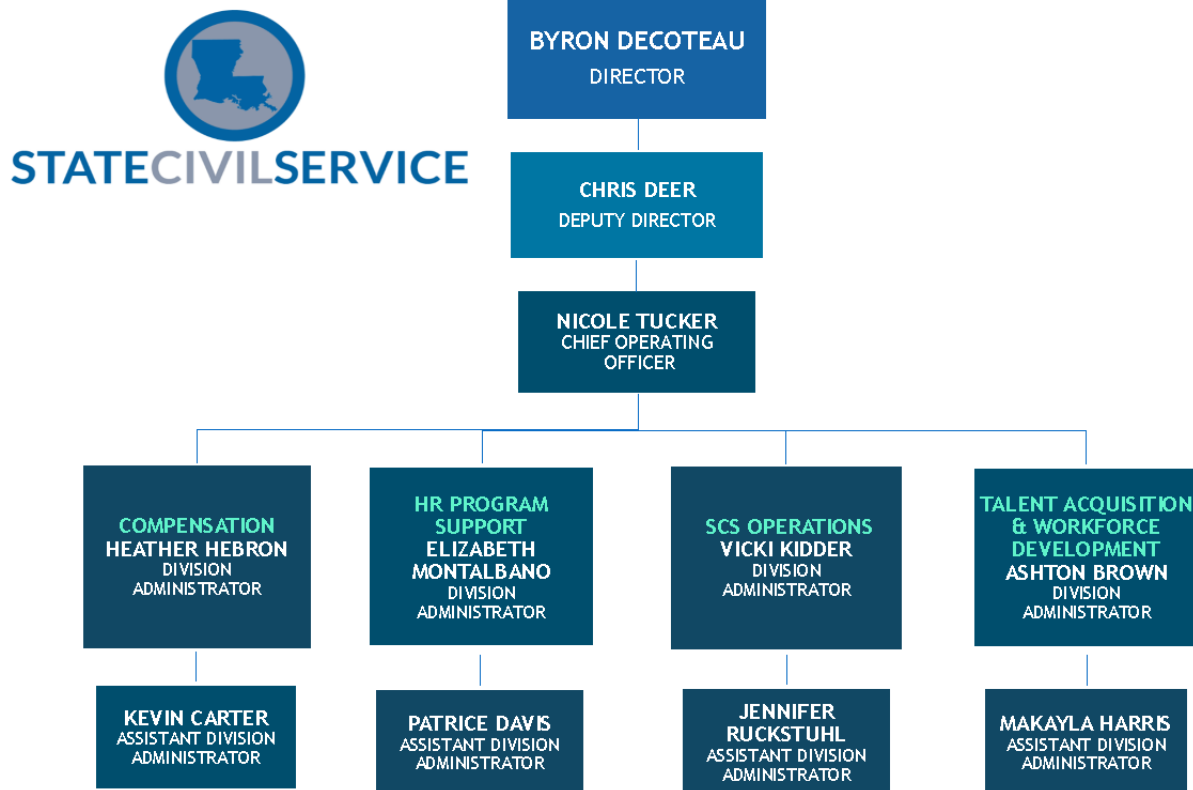 BYRON DECOTEAU
DIRECTOR
STATECIVILSERVICE
CHRIS DEER
DEPUTY DIRECTOR
NICOLE TUCKER
CHIEF OPERATING
OFFICER
COMPENSATION
HEATHER HEBRON
DIVISION
ADMINISTRATOR
HR PROGRAM
SUPPORT
ELIZABETH
MONTALBANO
DIVISION
ADMINISTRATOR
SCS OPERATIONS
VICKI KIDDER
DIVISION
ADMINISTRATOR
TALENT ACQUISITION
& WORKFORCE
DEVELOPMENT
ASHTON BROWN
DIVISION
ADMINISTRATOR
KEVIN CARTER
ASSISTANT DIVISION
ADMINISTRATOR
PATRICE DAVIS
ASSISTANT DIVISION
ADMINISTRATOR
JENNIFER
RUCKSTUHL
ASSISTANT DIVISION
ADMINISTRATOR
MAKAYLA HARRIS
ASSISTANT DIVISION
ADMINISTRATOR